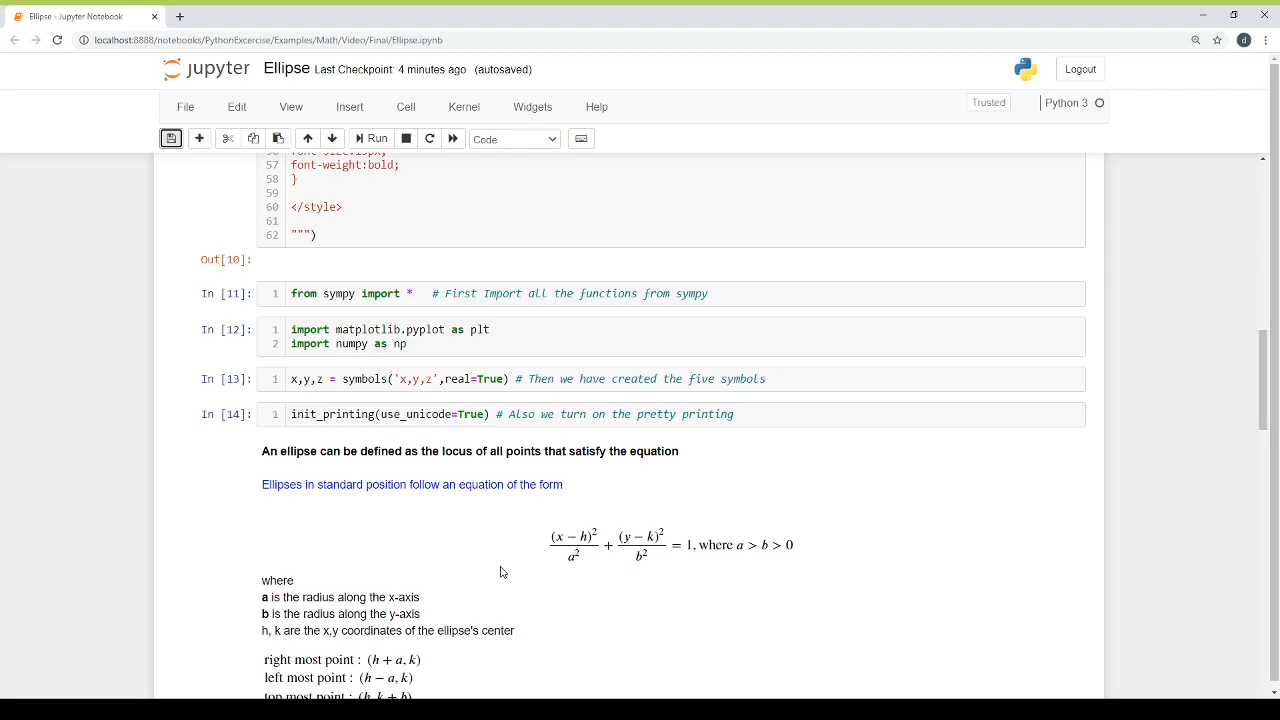 Ellipse - Jupyter Notebook
localhost:8888/notebooks/PythonExcercise/Examples/Math/Video/Final/Ellipse.ipynb
d
jupyter Ellipse Last Checkpoint: 4 minutes ago (autosaved)
Logout
File Edit View Insert Cell Kernel Widgets Help
Trusted
Python 3
Run
Code
57 font-weight:bold;
58 }
59
60 </style>
61
62 """)
Out[10]:
In [11]: 1 from sympy import * # First Import all the functions from sympy
In [12]: 1 import matplotlib.pyplot as plt
2 import numpy as np
In [13]: 1 x,y,z = symbols('x,y,z',real=True) # Then we have created the five symbols
In [14]: 1 init_printing(use_unicode=True) # Also we turn on the pretty printing
An ellipse can be defined as the locus of all points that satisfy the equation
Ellipses in standard position follow an equation of the form
(x − h)²/a² + (y − k)²/b² = 1, where a > b > 0
where
a is the radius along the x-axis
b is the radius along the y-axis
h, k are the x,y coordinates of the ellipse's center
right most point : (h + a, k)
left most point : (h − a, k)
top most point : (h, k + b)